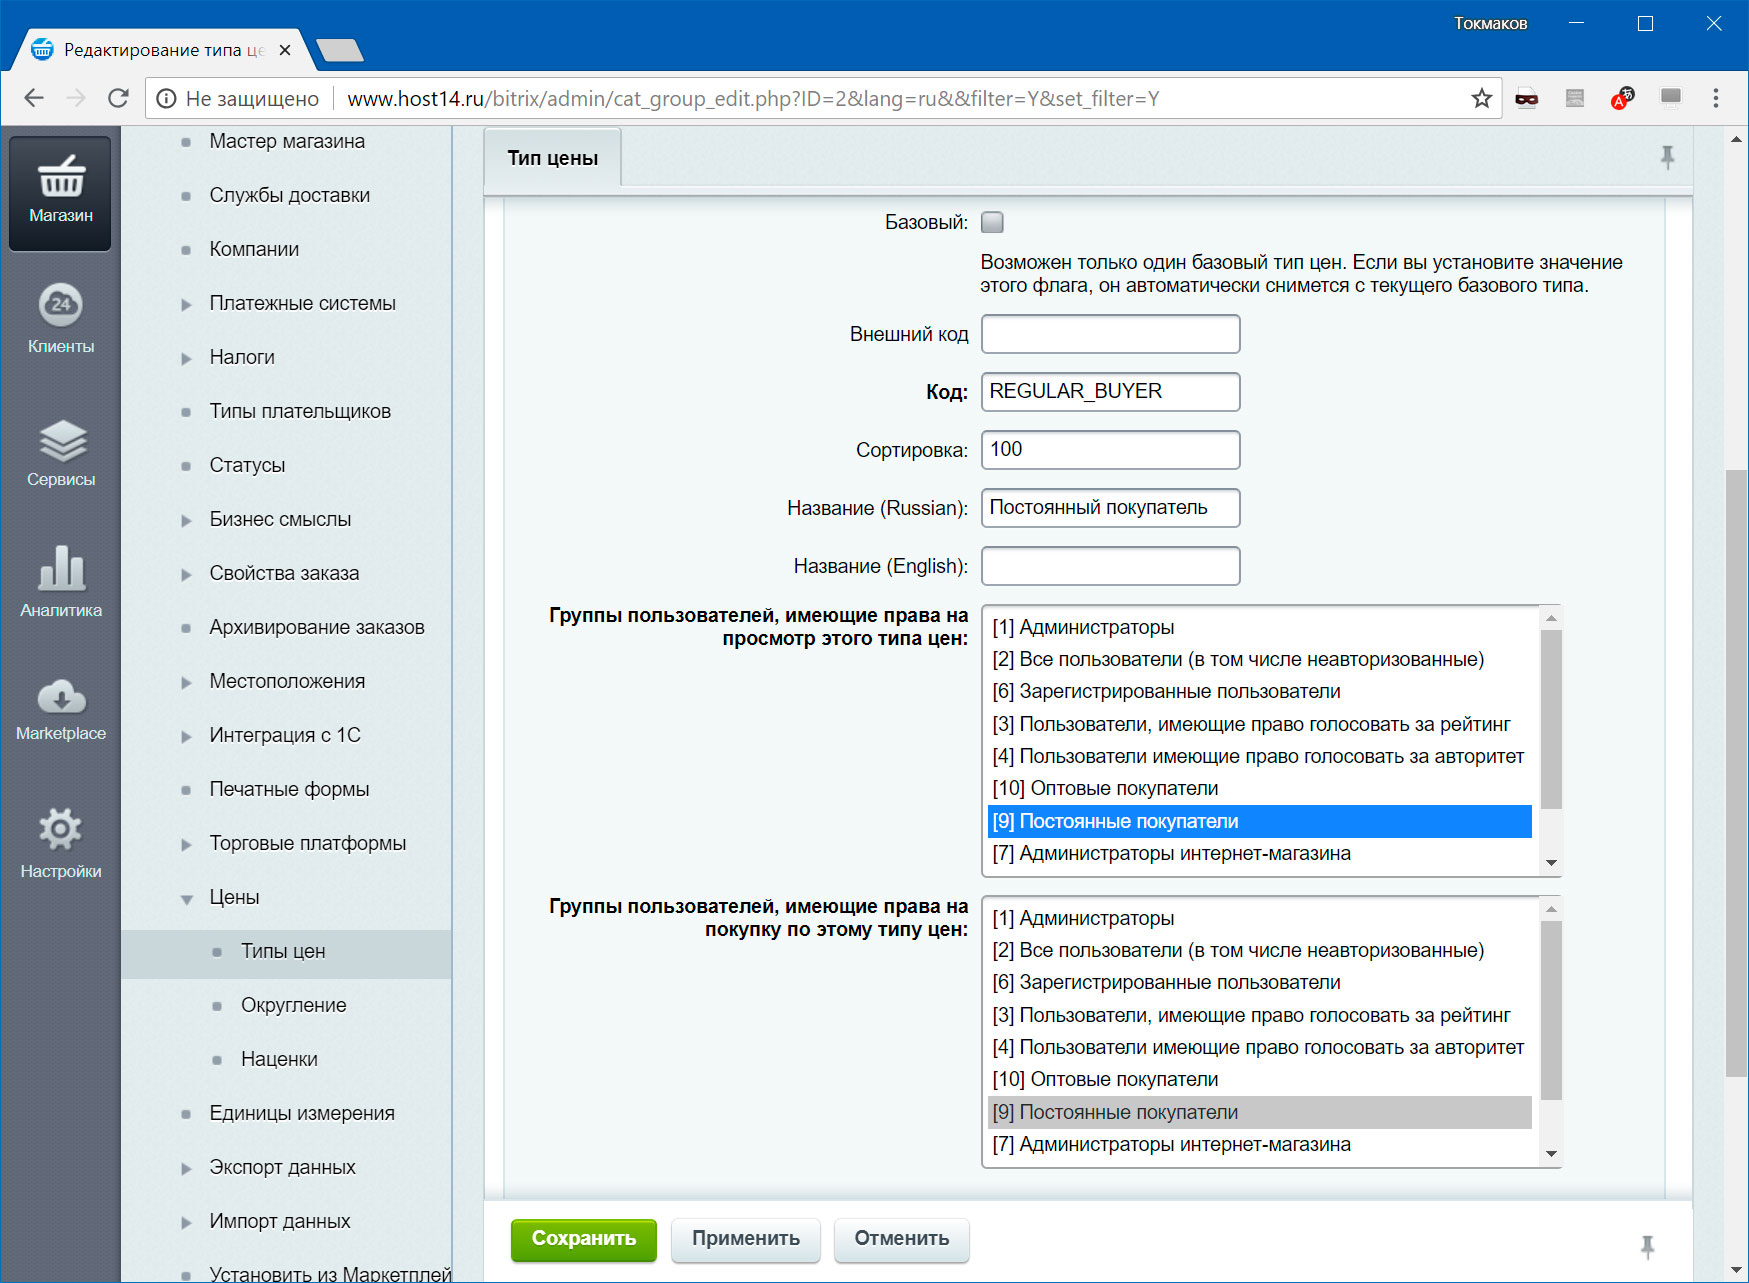 Токмаков
Редактирование типа це
Не защищено
www.host14.ru/bitrix/admin/cat_group_edit.php?ID=2&lang=ru&&filter=Y&set_filter=Y
Магазин
24
Клиенты
Сервисы
Аналитика
Marketplace
Настройки
Мастер магазина
Службы доставки
Компании
Платежные системы
Налоги
Типы плательщиков
Статусы
Бизнес смыслы
Свойства заказа
Архивирование заказов
Местоположения
Интеграция с 1С
Печатные формы
Торговые платформы
Цены
Типы цен
Округление
Наценки
Единицы измерения
Экспорт данных
Импорт данных
Установить из Маркетплей
Тип цены
Базовый:
Возможен только один базовый тип цен. Если вы установите значение
этого флага, он автоматически снимется с текущего базового типа.
Внешний код
Код: REGULAR_BUYER
Сортировка: 100
Название (Russian): Постоянный покупатель
Название (English):
Группы пользователей, имеющие права на
просмотр этого типа цен:
[1] Администраторы
[2] Все пользователи (в том числе неавторизованные)
[6] Зарегистрированные пользователи
[3] Пользователи, имеющие право голосовать за рейтинг
[4] Пользователи имеющие право голосовать за авторитет
[10] Оптовые покупатели
[9] Постоянные покупатели
[7] Администраторы интернет-магазина
Группы пользователей, имеющие права на
покупку по этому типу цен:
[1] Администраторы
[2] Все пользователи (в том числе неавторизованные)
[6] Зарегистрированные пользователи
[3] Пользователи, имеющие право голосовать за рейтинг
[4] Пользователи имеющие право голосовать за авторитет
[10] Оптовые покупатели
[9] Постоянные покупатели
[7] Администраторы интернет-магазина
Сохранить
Применить
Отменить